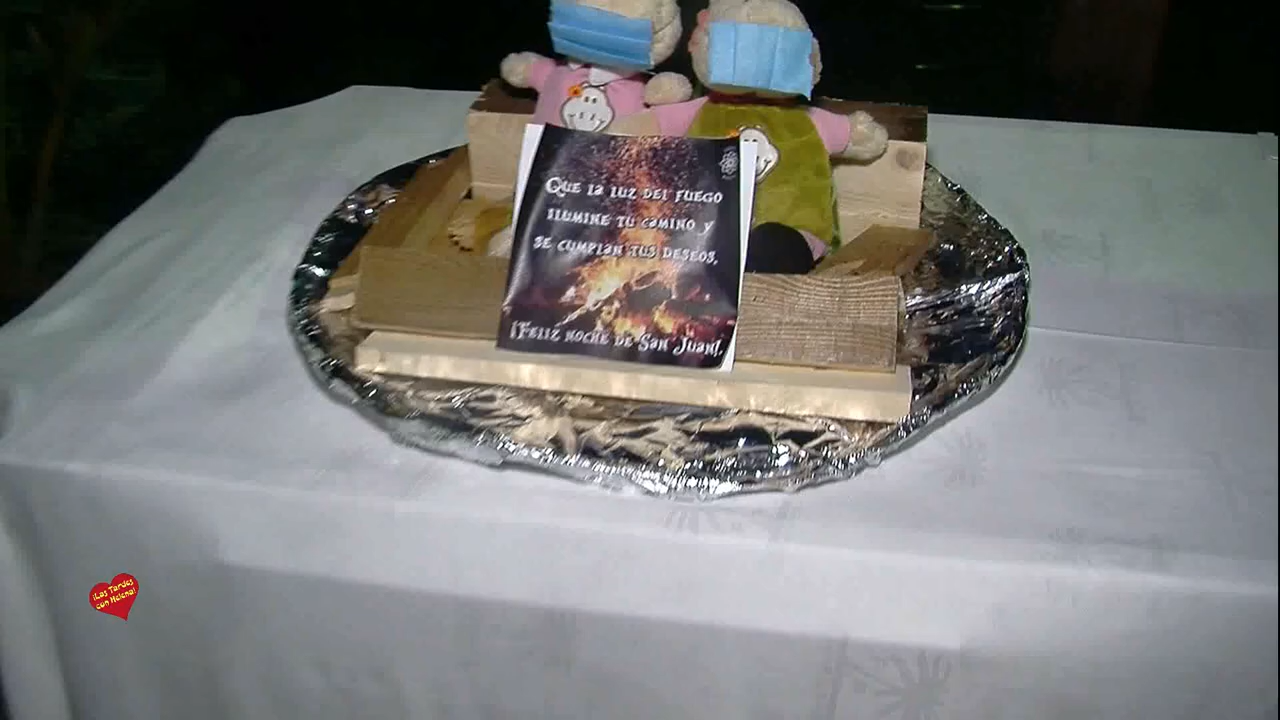 Que la luz del fuego
ilumine tu camino y
se cumplan tus deseos,
¡Feliz noche de San Juan!.
¡Las Tardes
con Helena!